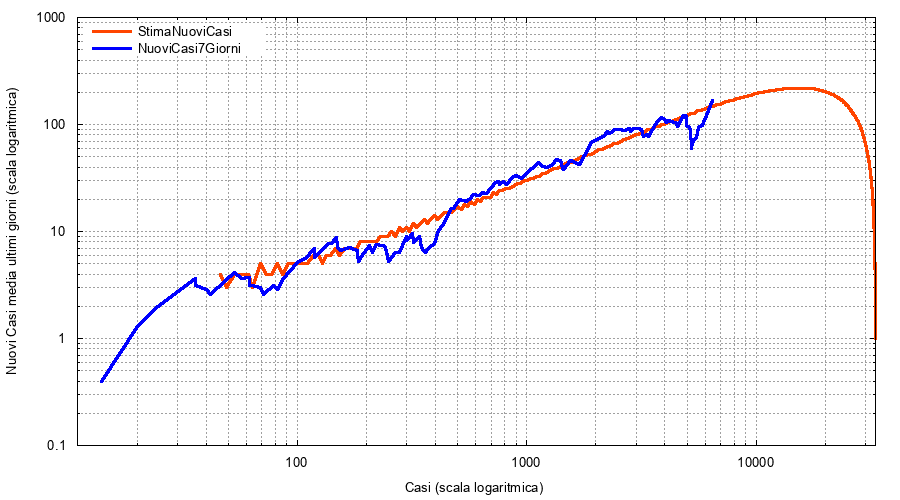 1000
100
10
1
0.1
StimaNuoviCasi
NuoviCasi7Giorni
Nuovi Casi media ultimi giorni (scala logaritmica)
100
1000
10000
Casi (scala logaritmica)